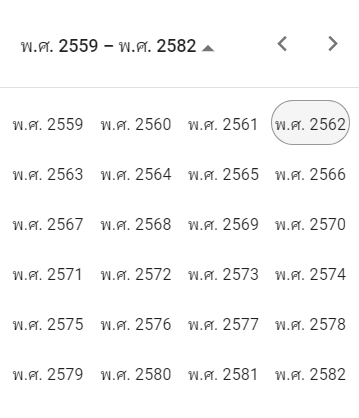 พ.ศ. 2559 – พ.ศ. 2582
พ.ศ. 2559 พ.ศ. 2560 พ.ศ. 2561 พ.ศ. 2562
พ.ศ. 2563 พ.ศ. 2564 พ.ศ. 2565 พ.ศ. 2566
พ.ศ. 2567 พ.ศ. 2568 พ.ศ. 2569 พ.ศ. 2570
พ.ศ. 2571 พ.ศ. 2572 พ.ศ. 2573 พ.ศ. 2574
พ.ศ. 2575 พ.ศ. 2576 พ.ศ. 2577 พ.ศ. 2578
พ.ศ. 2579 พ.ศ. 2580 พ.ศ. 2581 พ.ศ. 2582